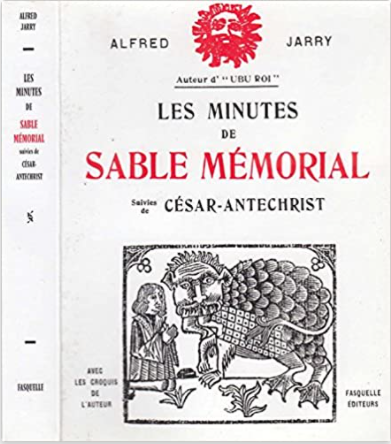 ALFRED
JARRY
LES
MINUTES
DE
SABLE
MÉMORIAL
suivies de
CÉSAR-
ANTECHRIST
FASQUELLE
ALFRED JARRY
Auteur d' "UBU ROI"
LES MINUTES
DE
SABLE MÉMORIAL
Suivies
de CÉSAR-ANTECHRIST
AVEC
LES CROQUIS
DE
L'AUTEUR
FASQUELLE
ÉDITEURS